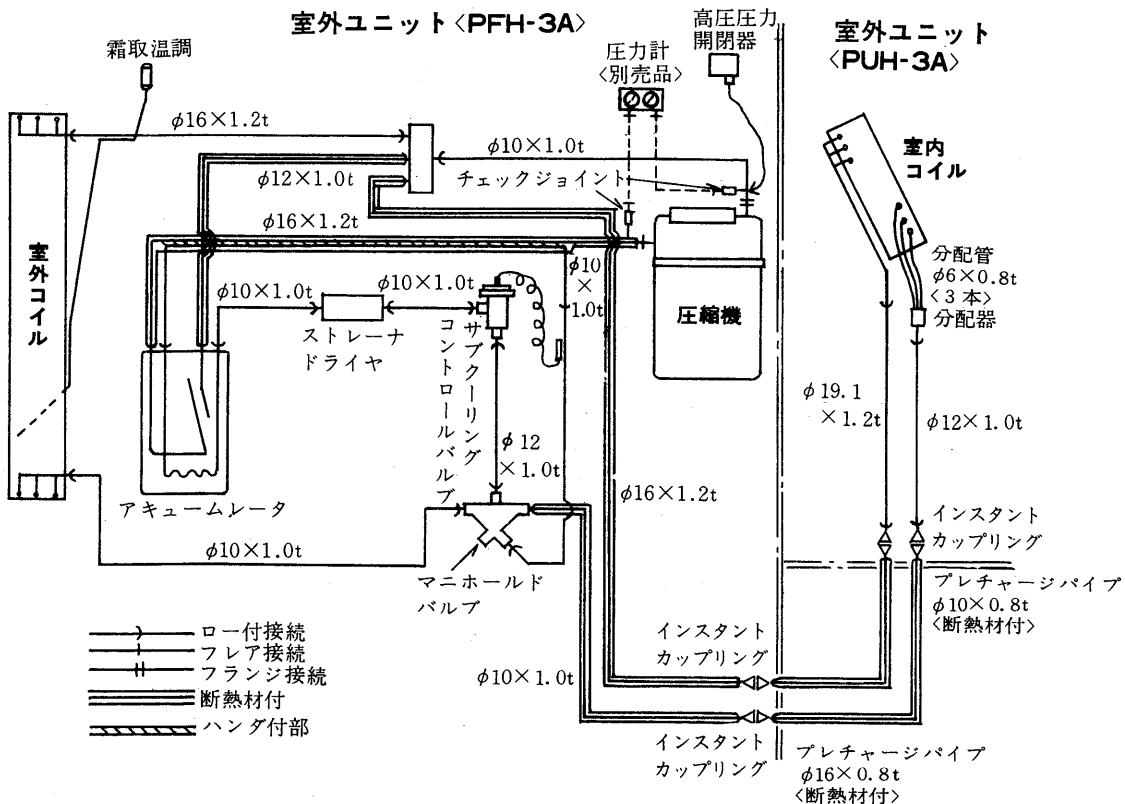 室外ユニット〈PFH-3A〉
高圧圧力
開閉器
室外ユニット
〈PUH-3A〉
霜取温調
圧力計
〈別売品〉
φ16×1.2t
φ10×1.0t
φ12×1.0t
チェックジョイント
φ16×1.2t
室内
コイル
室外コイル
φ10×1.0t
φ10×1.0t
φ10
×
1.0t
圧縮機
分配管
φ6×0.8t
〈3本〉
分配器
ストレーナ
ドライヤ
サブクーリング
コントロールバルブ
φ19.1
×1.2t
φ12×1.0t
φ12
×1.0t
φ16×1.2t
アキュームレータ
φ10×1.0t
マニホールド
バルブ
インスタント
カップリング
プレチャージパイプ
φ10×0.8t
〈断熱材付〉
ロー付接続
フレア接続
フランジ接続
断熱材付
ハンダ付部
φ10×1.0t
インスタント
カップリング
インスタント
カップリング
プレチャージパイプ
φ16×0.8t
〈断熱材付〉